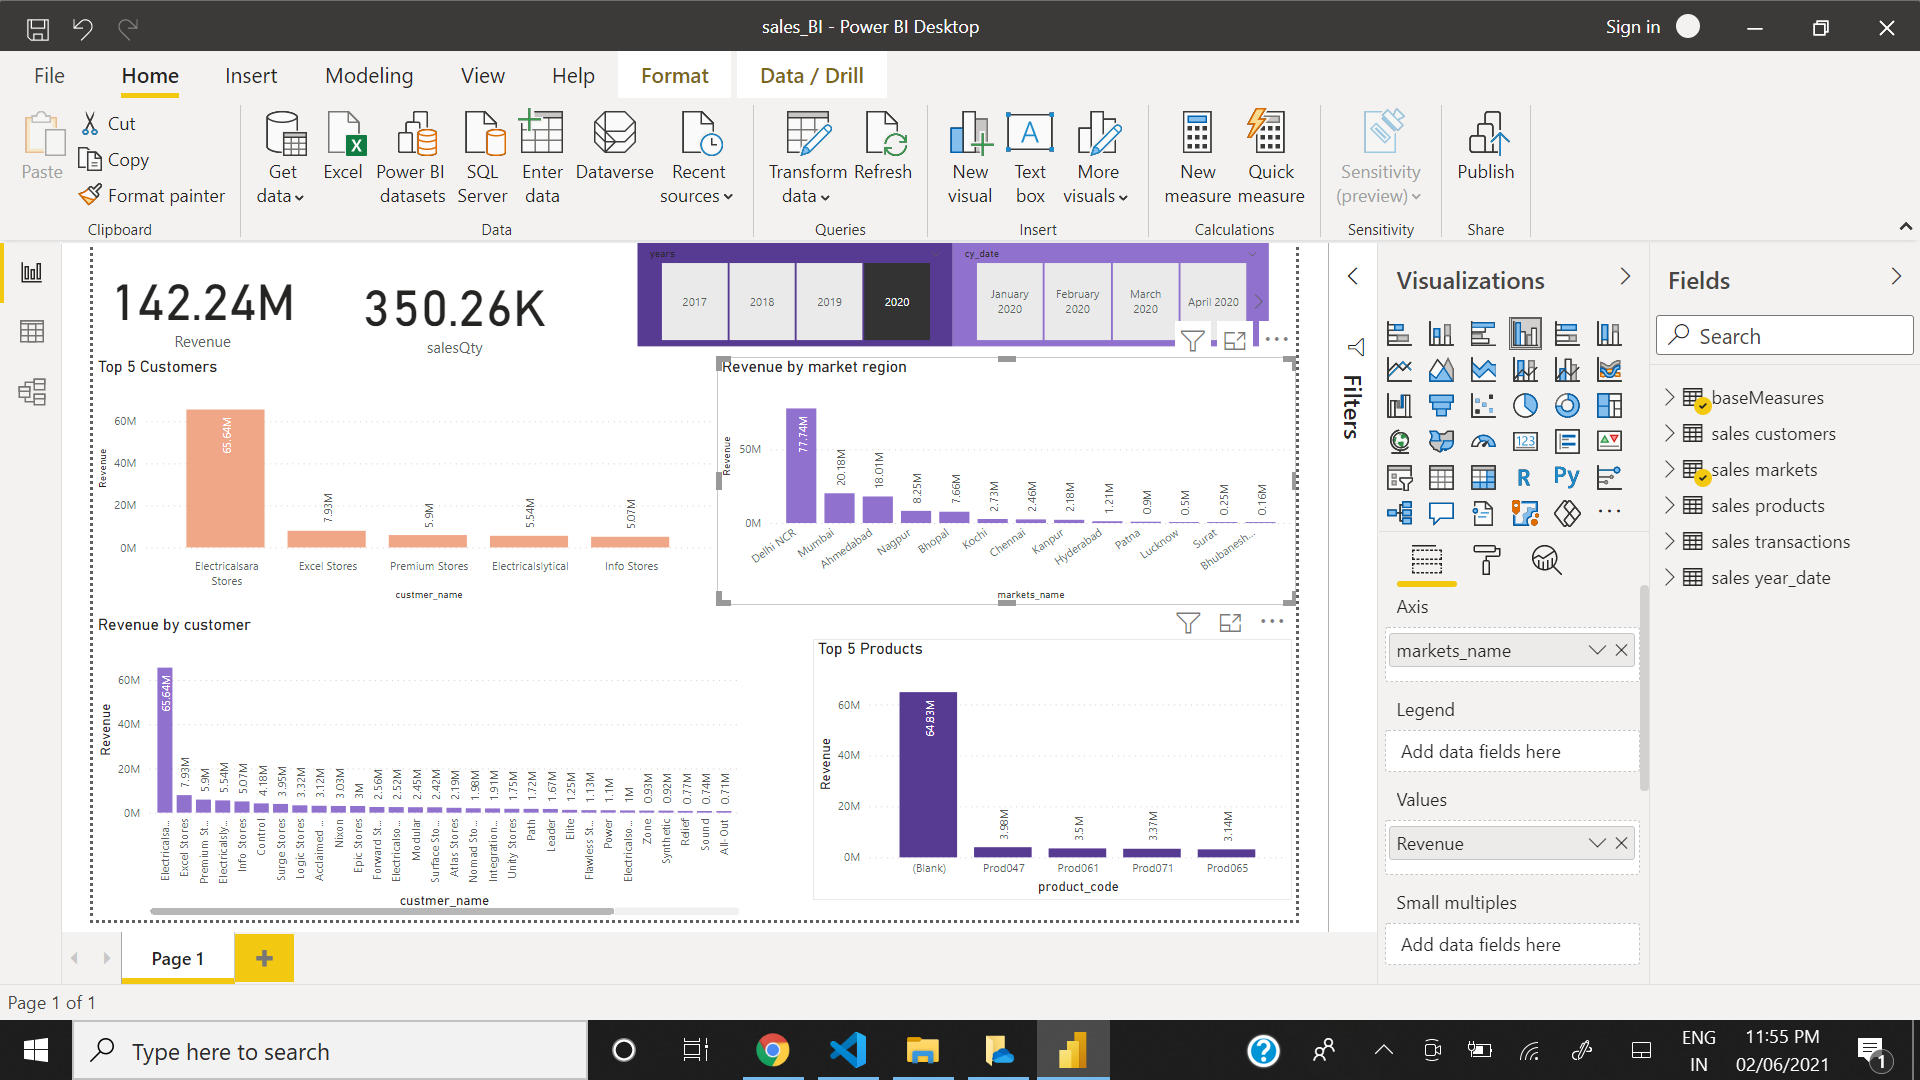 sales_BI - Power BI Desktop
Sign in
File Home Insert Modeling View Help Format Data / Drill
Paste
Cut
Copy
Format painter
Clipboard
Get data
Excel
Power BI datasets
SQL Server
Enter data
Dataverse
Recent sources
Data
Transform data
Refresh
Queries
New visual
Text box
More visuals
Insert
New measure
Quick measure
Calculations
Sensitivity (preview)
Sensitivity
Publish
Share
142.24M
Revenue
350.26K
salesQty
years
2017 2018 2019 2020
cy_date
January 2020
February 2020
March 2020
April 2020
Top 5 Customers
Revenue
60M
40M
20M
0M
65.64M
7.93M
5.9M
5.54M
5.07M
Electricalsara Stores
Excel Stores
Premium Stores
Electricalslytical
Info Stores
custmer_name
Revenue by market region
Revenue
50M
0M
77.74M
20.18M
18.01M
8.25M
7.66M
2.73M
2.46M
2.18M
1.21M
0.9M
0.5M
0.25M
0.16M
Delhi NCR
Mumbai
Ahmedabad
Nagpur
Bhopal
Kochi
Chennai
Kanpur
Hyderabad
Patna
Lucknow
Surat
Bhubanesh...
markets_name
Revenue by customer
Revenue
60M
40M
20M
0M
65.64M
7.93M
5.9M
5.54M
5.07M
4.18M
3.95M
3.32M
3.12M
3.03M
3M
2.56M
2.52M
2.45M
2.42M
2.19M
1.98M
1.91M
1.75M
1.72M
1.67M
1.25M
1.13M
1.1M
1M
0.93M
0.92M
0.77M
0.74M
0.71M
Electricalsa...
Excel Stores
Premium St...
Electricalsly...
Info Stores
Control
Surge Stores
Logic Stores
Acclaimed ...
Nixon
Epic Stores
Forward St...
Electricalso...
Modular
Surface Sto...
Atlas Stores
Nomad Sto...
Integration...
Unity Stores
Path
Leader
Elite
Flawless St...
Power
Electricalso...
Zone
Synthetic
Relief
Sound
All-Out
custmer_name
Top 5 Products
Revenue
60M
40M
20M
0M
64.83M
3.98M
3.5M
3.37M
3.14M
(Blank)
Prod047
Prod061
Prod071
Prod065
product_code
Filters
Visualizations
123
R
Py
Axis
markets_name
Legend
Add data fields here
Values
Revenue
Small multiples
Add data fields here
Fields
Search
baseMeasures
sales customers
sales markets
sales products
sales transactions
sales year_date
Page 1
Page 1 of 1
Type here to search
ENG
IN
11:55 PM
02/06/2021
1